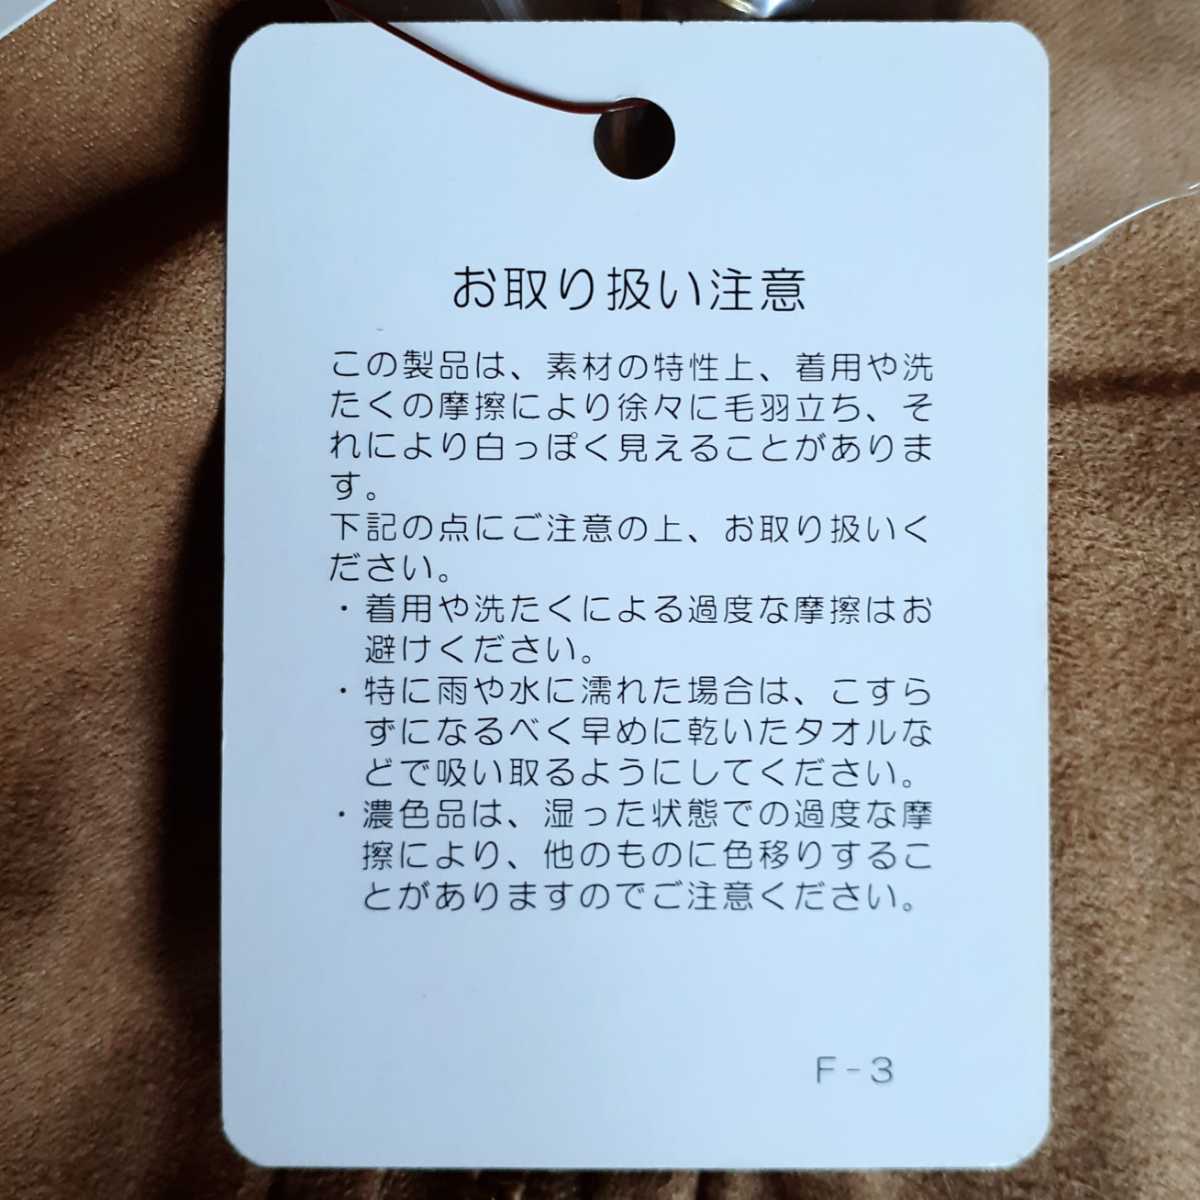 お取り扱い注意
この製品は、素材の特性上、着用や洗
たくの摩擦により徐々に毛羽立ち、そ
れにより白っぽく見えることがありま
す。
下記の点にご注意の上、お取り扱いく
ださい。
・着用や洗たくによる過度な摩擦はお
避けください。
・特に雨や水に濡れた場合は、こすら
ずになるべく早めに乾いたタオルな
どで吸い取るようにしてください。
・濃色品は、湿った状態での過度な摩
擦により、他のものに色移りするこ
とがありますのでご注意ください。
F-3